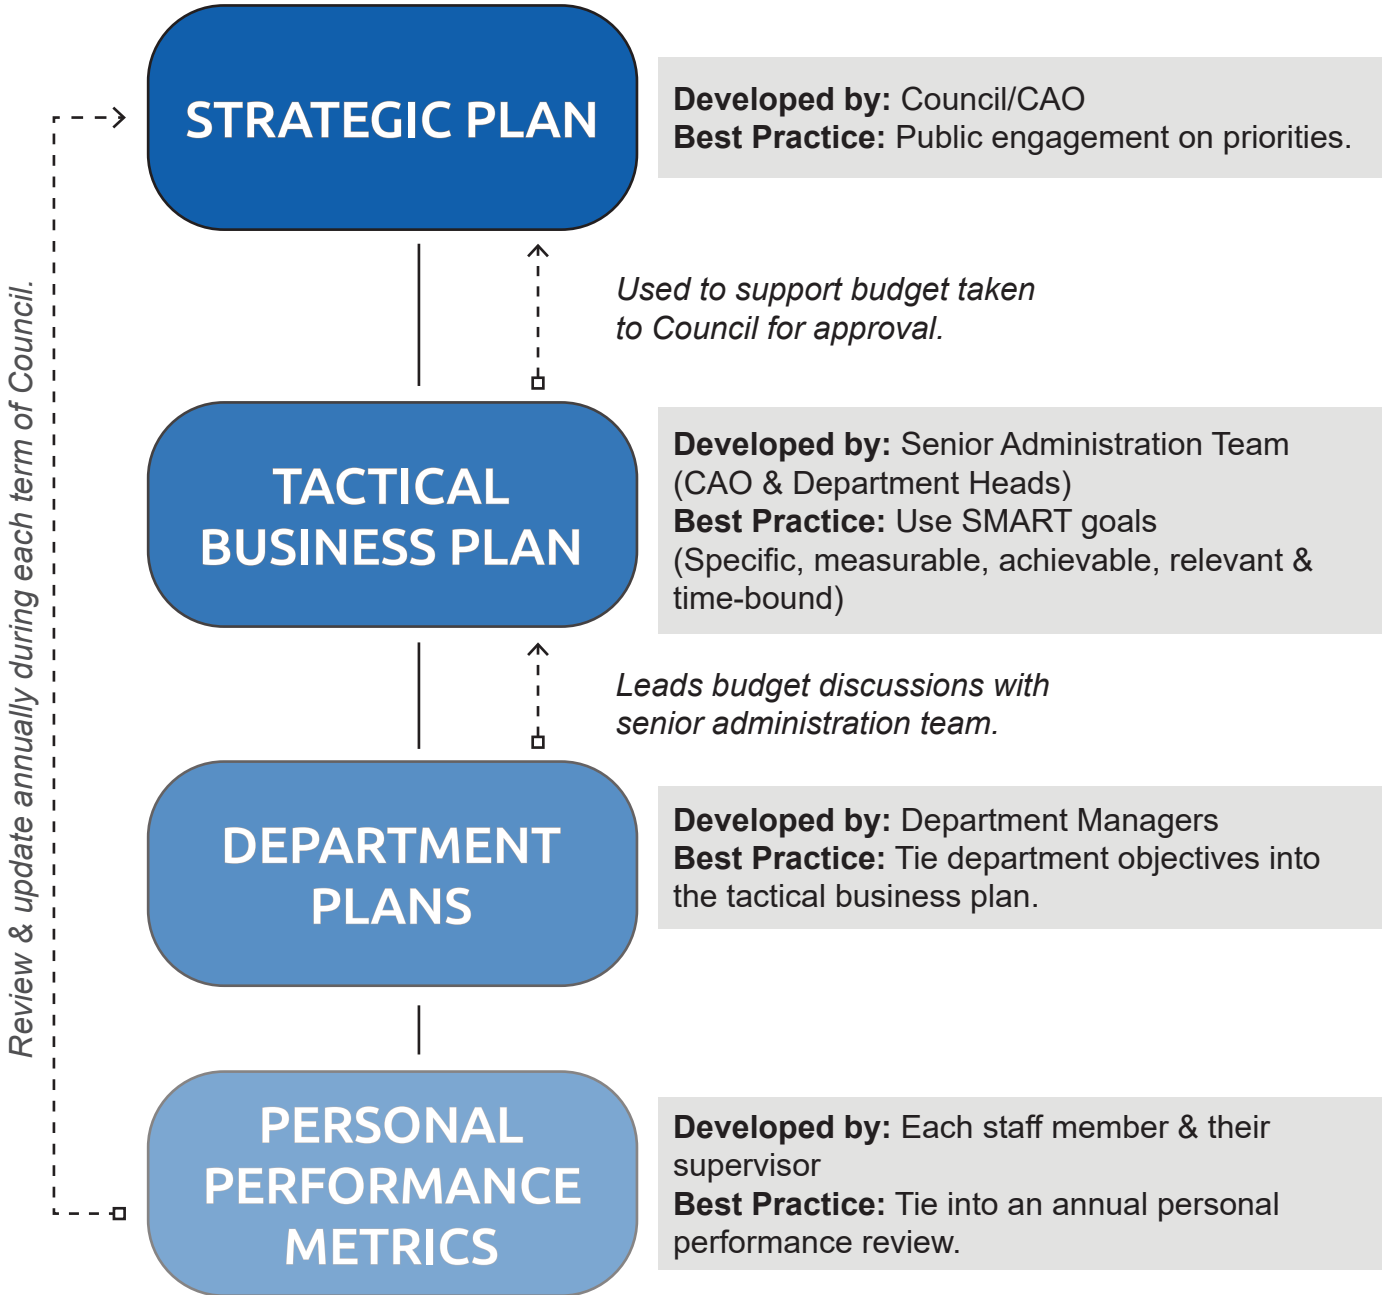 STRATEGIC PLAN
Developed by: Council/CAO
Best Practice: Public engagement on priorities.
Used to support budget taken
to Council for approval.
TACTICAL
BUSINESS PLAN
Developed by: Senior Administration Team
(CAO & Department Heads)
Best Practice: Use SMART goals
(Specific, measurable, achievable, relevant &
time-bound)
Leads budget discussions with
senior administration team.
DEPARTMENT
PLANS
Developed by: Department Managers
Best Practice: Tie department objectives into
the tactical business plan.
PERSONAL
PERFORMANCE
METRICS
Developed by: Each staff member & their
supervisor
Best Practice: Tie into an annual personal
performance review.
Review & update annually during each term of Council.